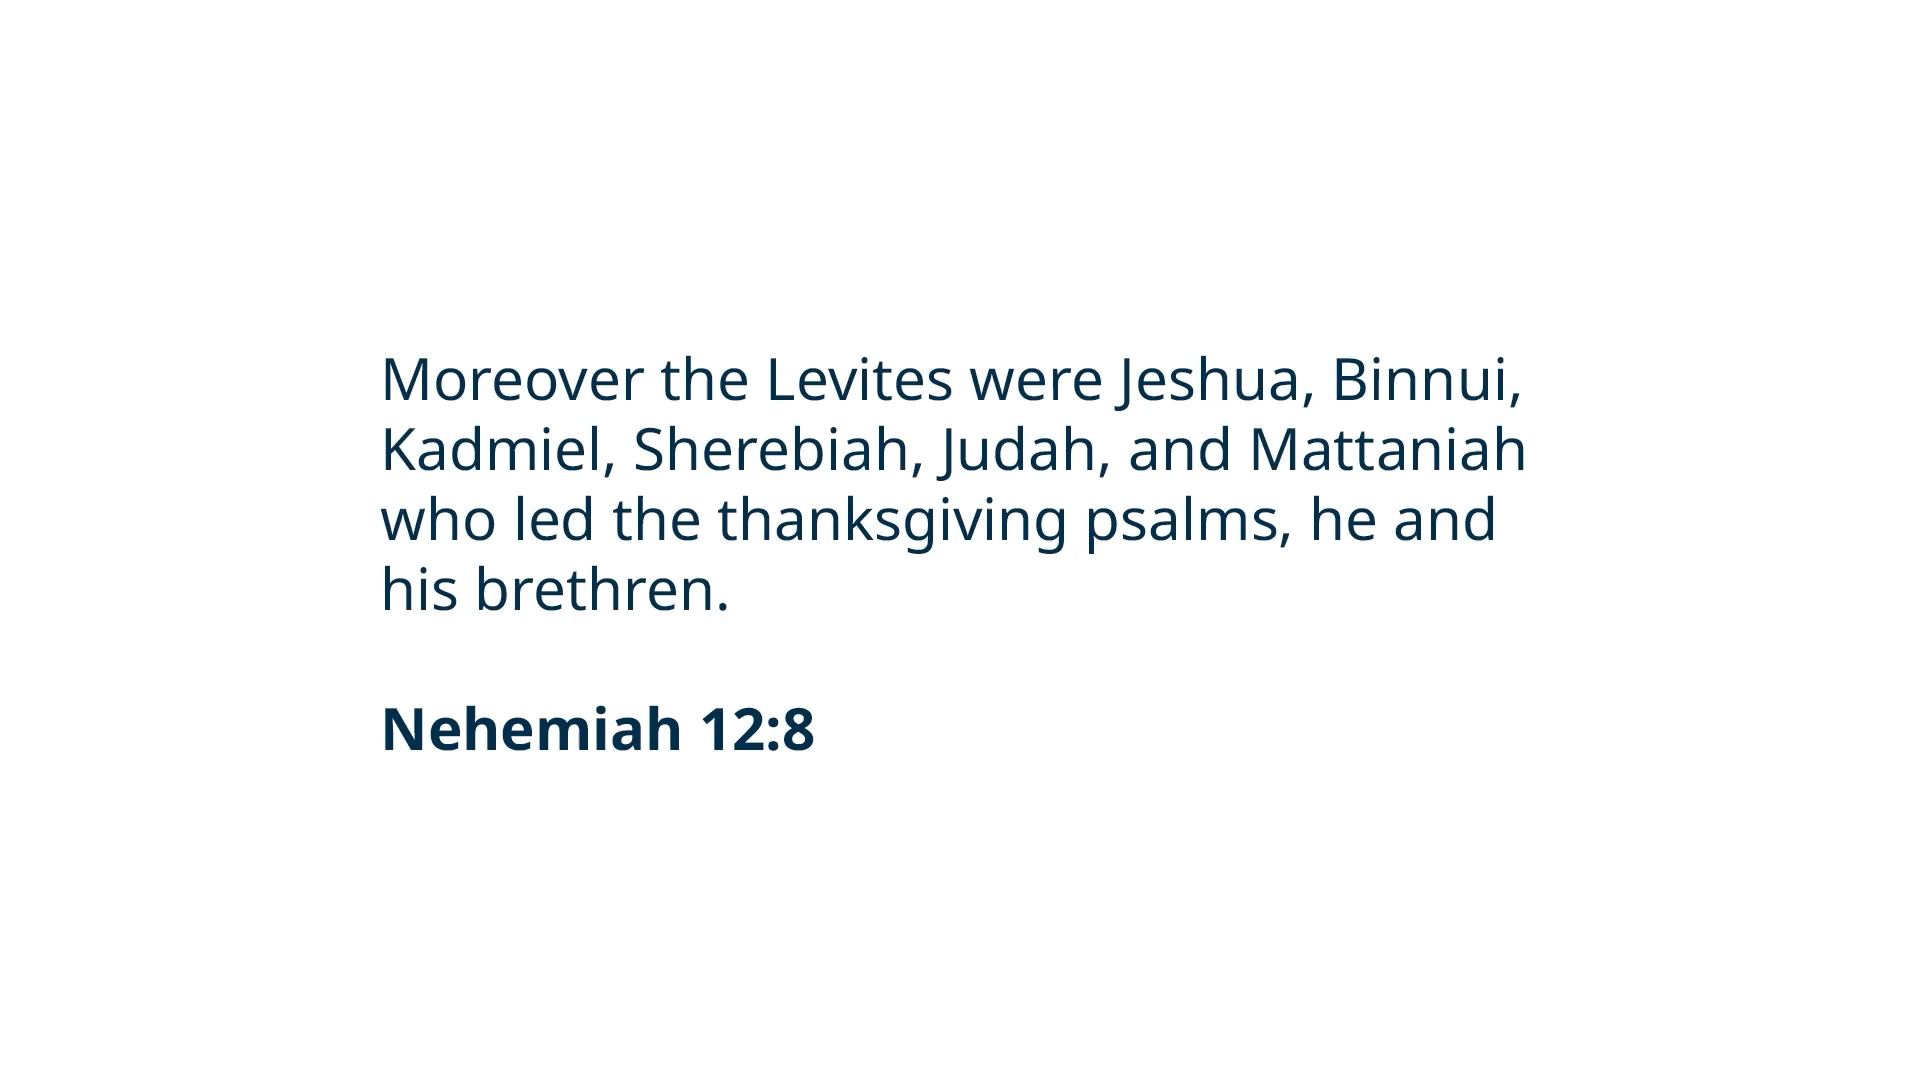 Moreover the Levites were Jeshua, Binnui,
Kadmiel, Sherebiah, Judah, and Mattaniah
who led the thanksgiving psalms, he and
his brethren.
Nehemiah 12:8